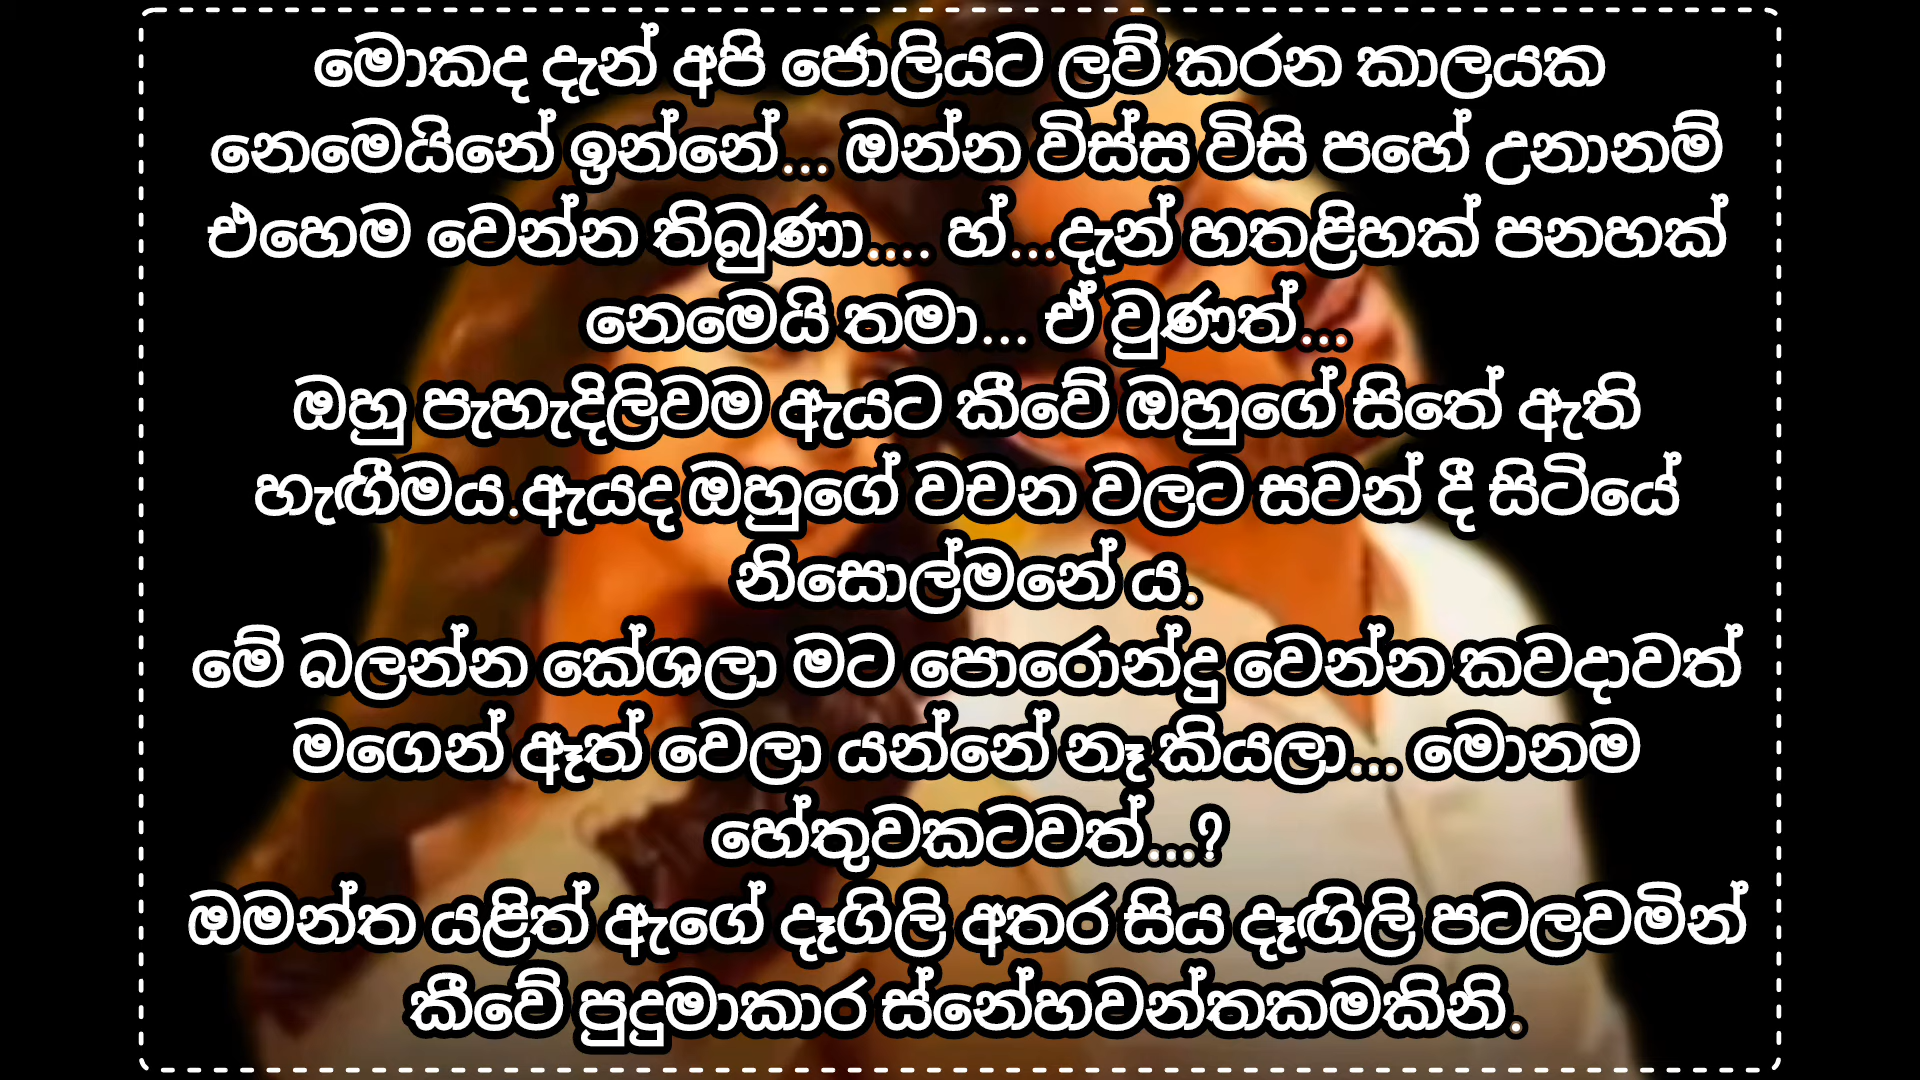 මොකද දැන් අපි ජොලියට ලව් කරන කාලයක
නෙමෙයිනේ ඉන්නේ... ඔන්න විස්ස විසි පහේ උනානම්
එහෙම වෙන්න තිබුණා.... හ්...දැන් හතළිහක් පනහක්
නෙමෙයි තමා... ඒ වුණත්...
ඔහු පැහැදිලිවම ඇයට කීවේ ඔහුගේ සිතේ ඇති
හැඟීමය.ඇයද ඔහුගේ වචන වලට සවන් දී සිටියේ
නිසොල්මනේ ය.
මේ බලන්න කේශලා මට පොරොන්දු වෙන්න කවදාවත්
මගෙන් ඈත් වෙලා යන්නේ නෑ කියලා... මොනම
හේතුවකටවත්...?
ඔමන්ත යළිත් ඇගේ දෑගිලි අතර සිය දෑඟිලි පටලවමින්
කීවේ පුදුමාකාර ස්නේහවන්තකමකිනි.